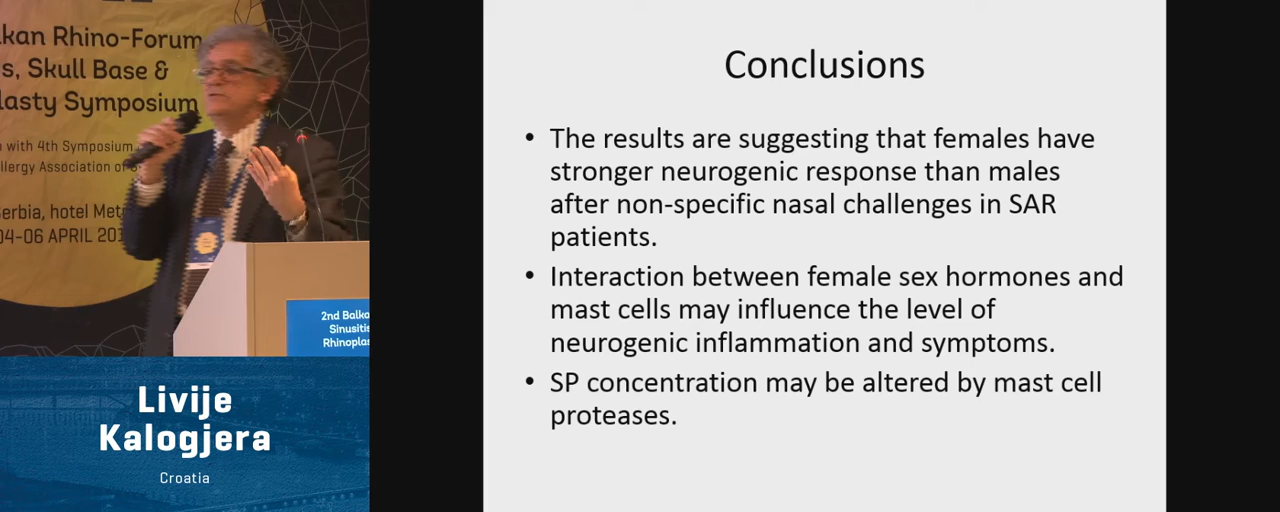 kan Rhino-Forum
s, Skull Base &
lasty Symposium
n with 4th Symposium
llergy Association of S
Serbia, hotel Met
04-06 APRIL 201
2nd Balka
Sinusitis
Rhinoplas
Livije
Kalogjera
Croatia
Conclusions
• The results are suggesting that females have
stronger neurogenic response than males
after non-specific nasal challenges in SAR
patients.
• Interaction between female sex hormones and
mast cells may influence the level of
neurogenic inflammation and symptoms.
• SP concentration may be altered by mast cell
proteases.